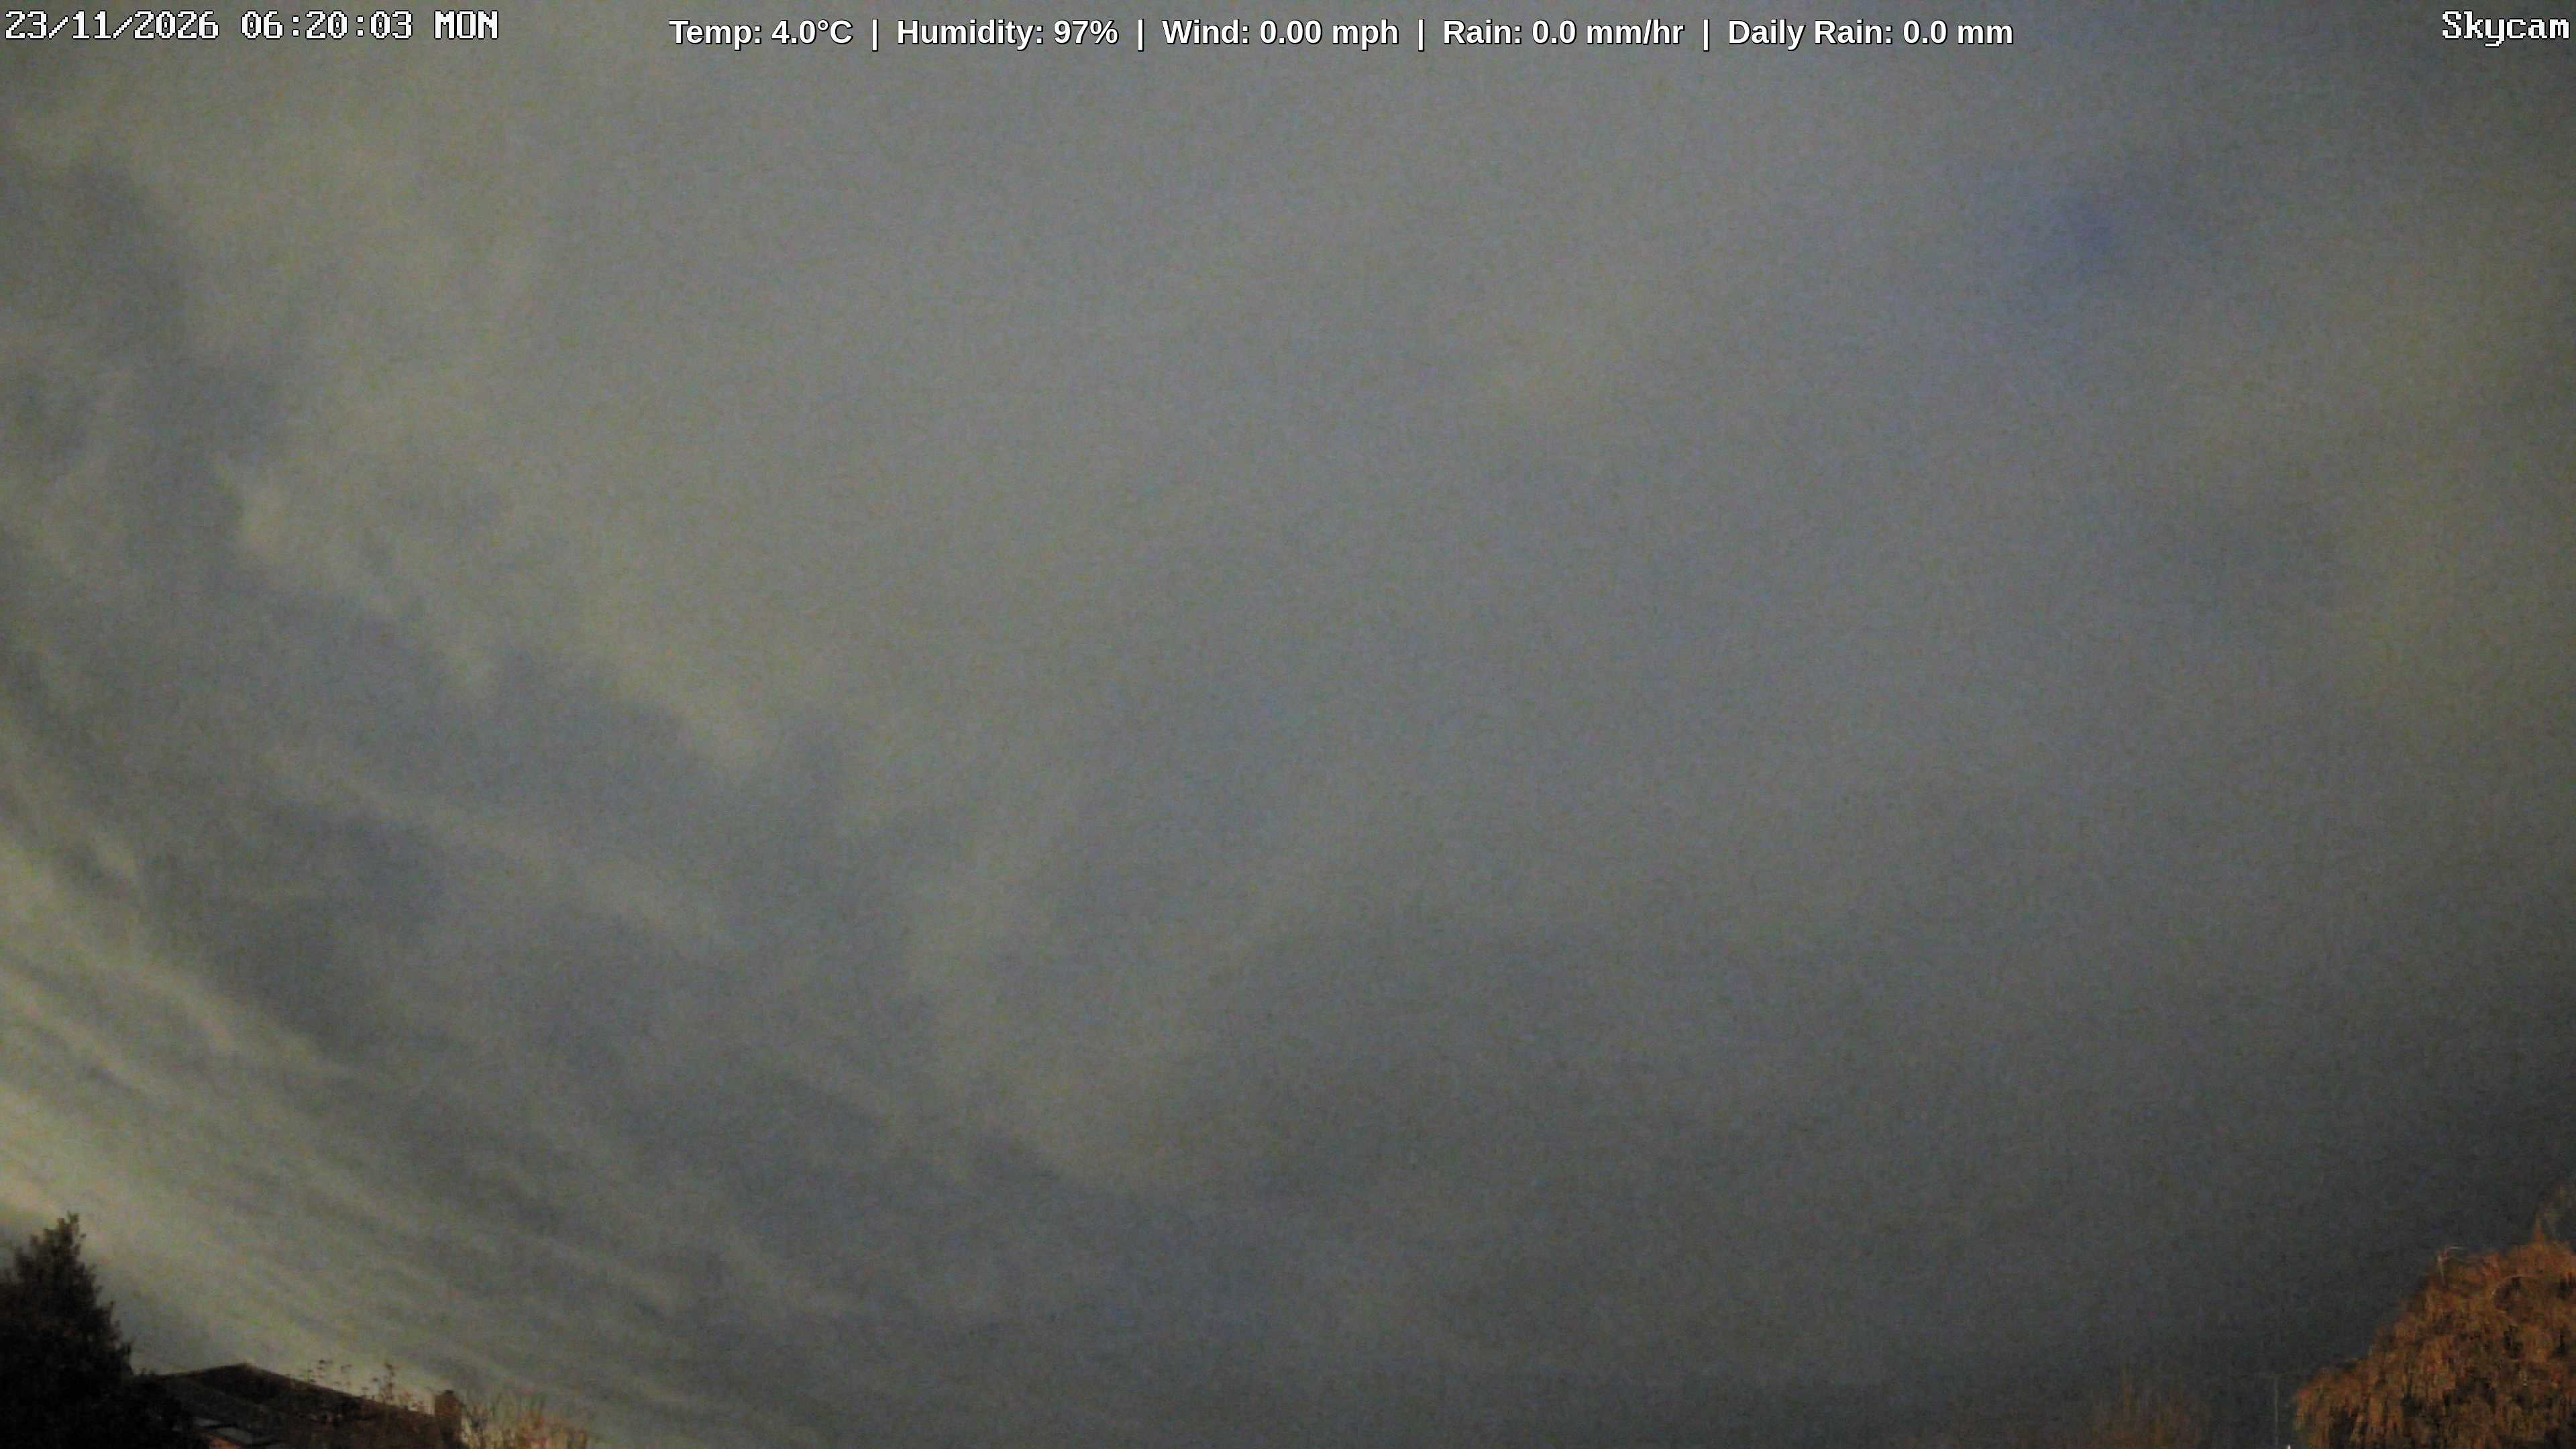 23/11/2026 06:20:03 MON
Temp: 4.0°C | Humidity: 97% | Wind: 0.00 mph | Rain: 0.0 mm/hr | Daily Rain: 0.0 mm
Skycam